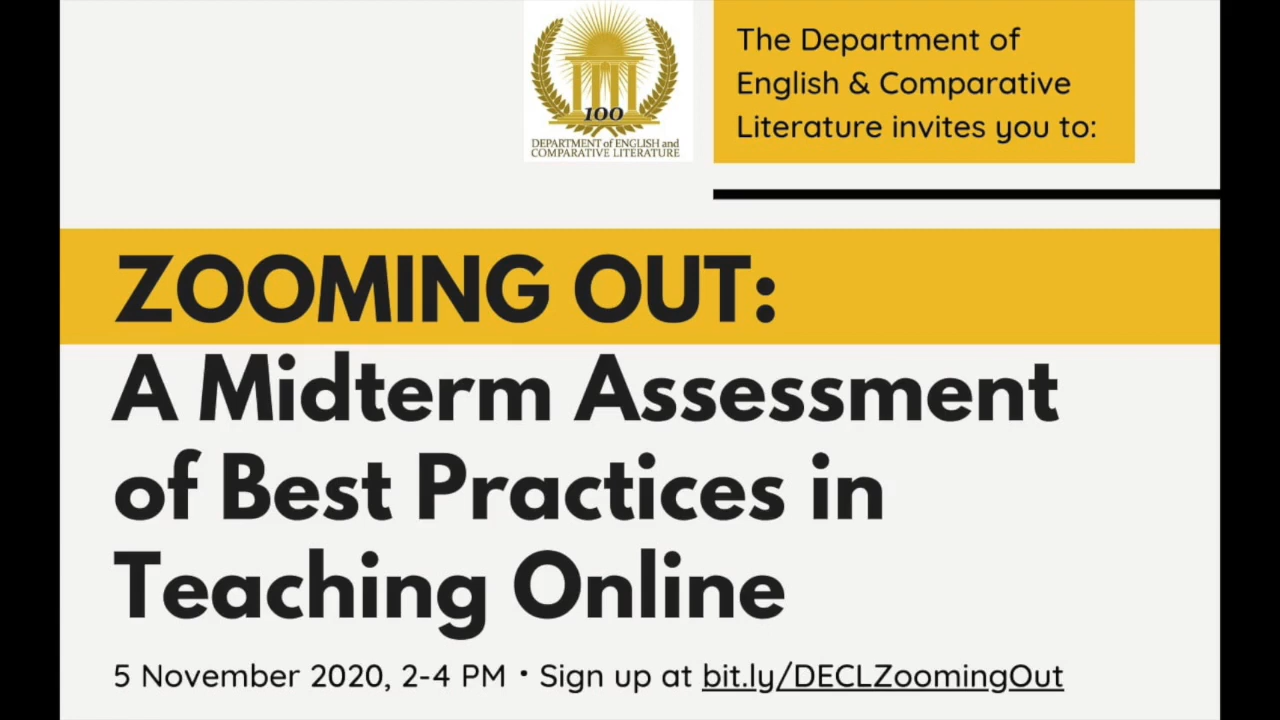 100
DEPARTMENT of ENGLISH and
COMPARATIVE LITERATURE
The Department of
English & Comparative
Literature invites you to:
ZOOMING OUT:
A Midterm Assessment
of Best Practices in
Teaching Online
5 November 2020, 2-4 PM • Sign up at bit.ly/DECLZoomingOut